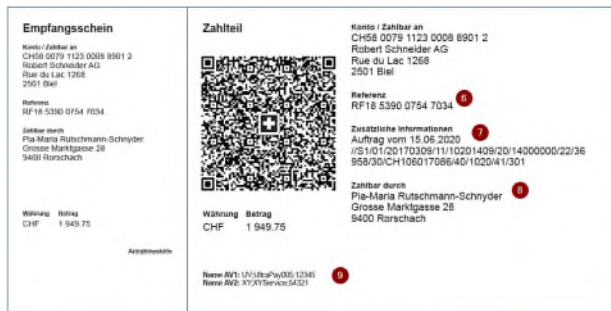 Empfangsschein
Konto / Zahlbar an
CH58 0079 1123 0008 8901 2
Robert Schneider AG
Rue du Lac 1268
2501 Biel
Referenz
RF18 5390 0754 7034
Zahlbar durch
Pia-Maria Rutschmann-Schnyder
Grosse Marktgasse 28
9400 Rorschach
Währung Betrag
CHF 1 949.75
Annahmestelle
Zahlteil
Währung Betrag
CHF 1 949.75
Konto / Zahlbar an
CH58 0079 1123 0008 8901 2
Robert Schneider AG
Rue du Lac 1268
2501 Biel
Referenz
RF18 5390 0754 7034
6
Zusätzliche Informationen
7
Auftrag vom 15.06.2020
//S1/01/20170309/11/10201409/20/14000000/22/36
958/30/CH106017086/40/1020/41/301
Zahlbar durch
8
Pia-Maria Rutschmann-Schnyder
Grosse Marktgasse 28
9400 Rorschach
Name AV1: UV;UltraPay005;12345
Name AV2: XY;XYService;54321
9